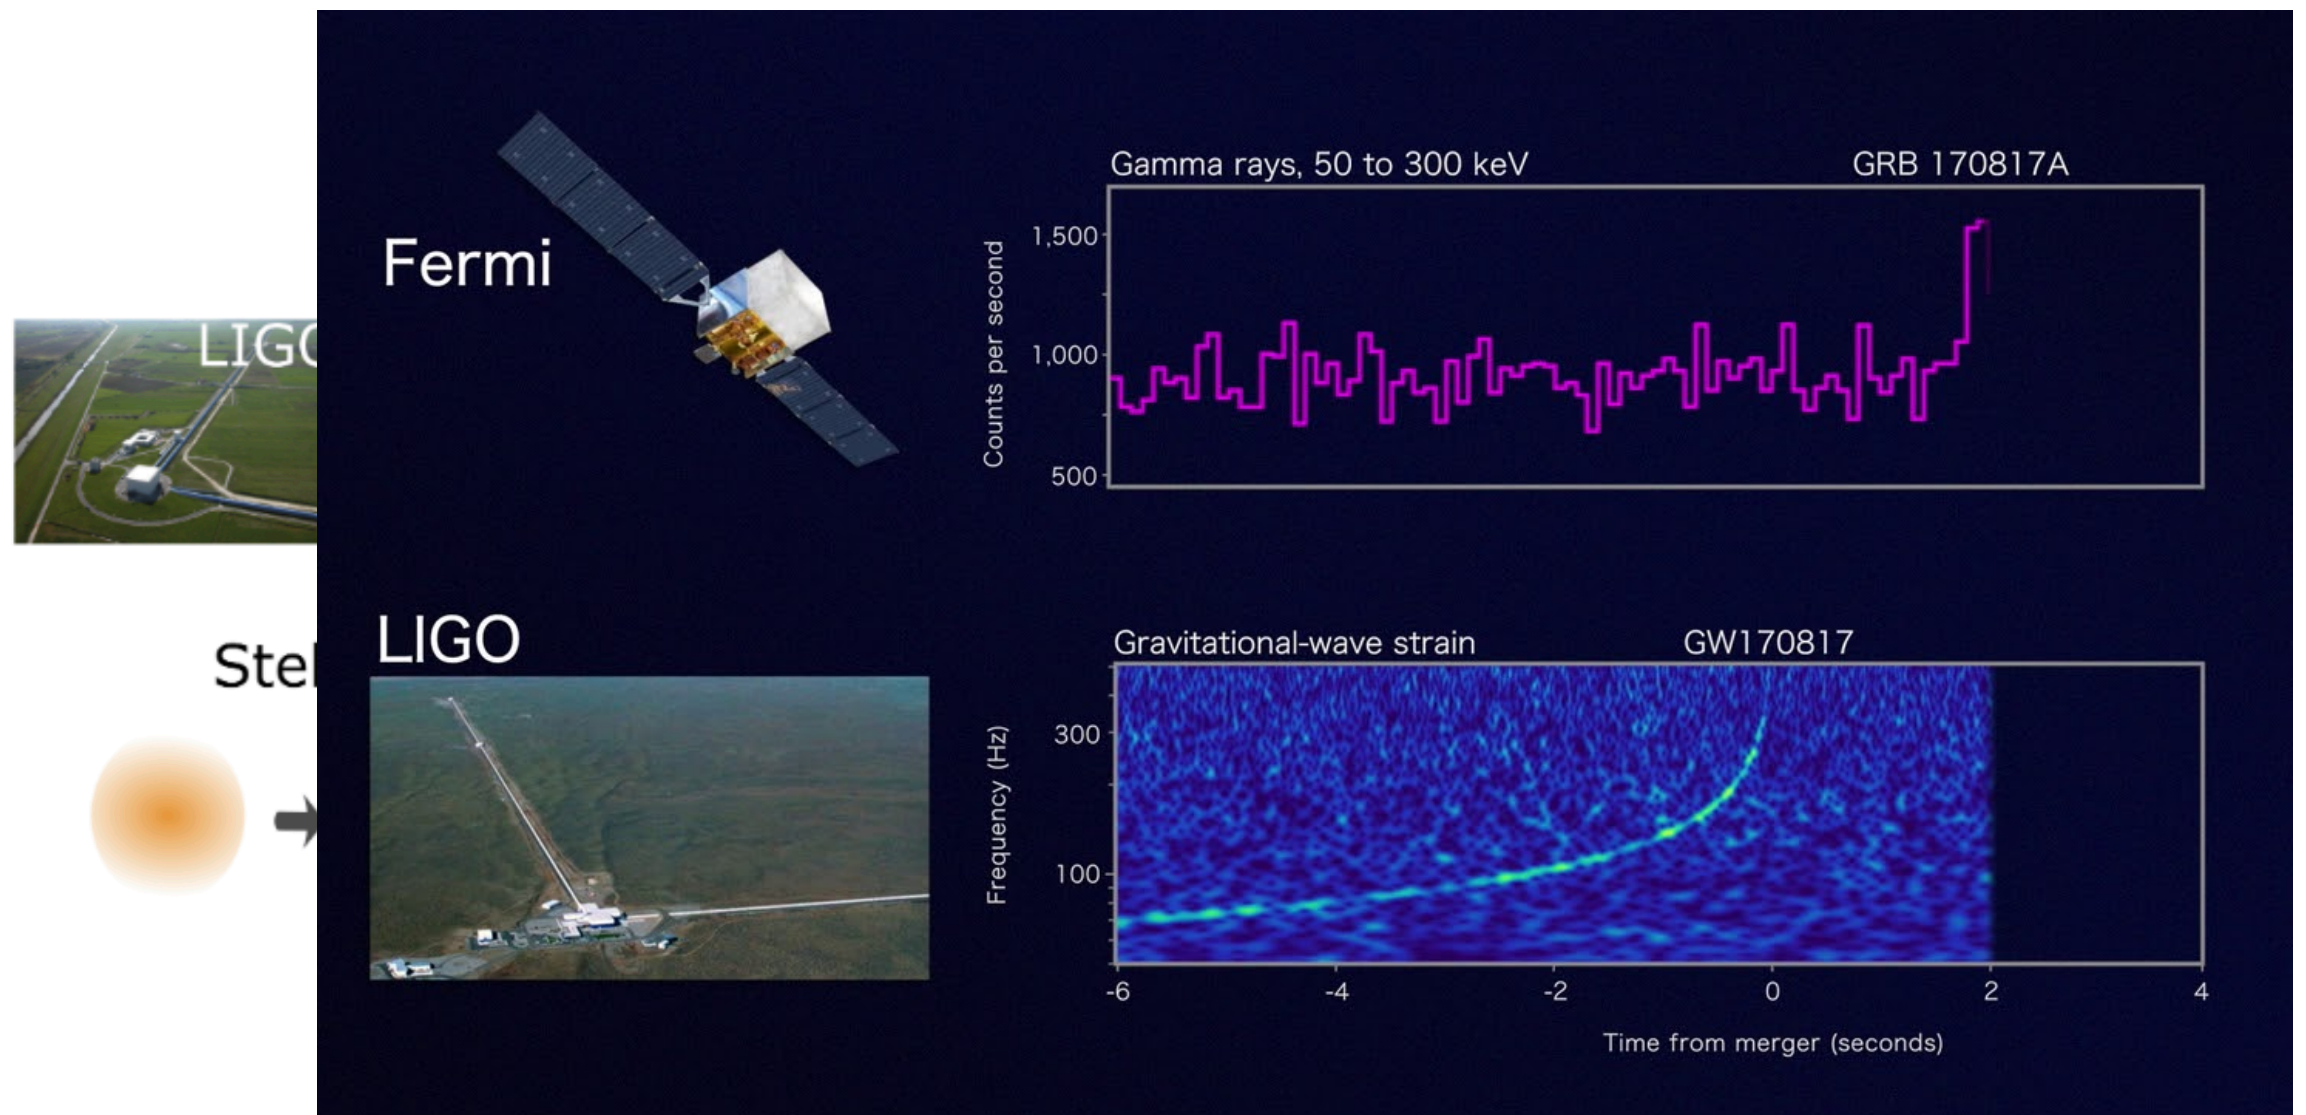 LIGO
Stel
Fermi
Gamma rays, 50 to 300 keV
GRB 170817A
Counts per second
1,500
1,000
500
LIGO
Gravitational-wave strain
GW170817
Frequency (Hz)
300
100
-6
-4
-2
0
2
4
Time from merger (seconds)